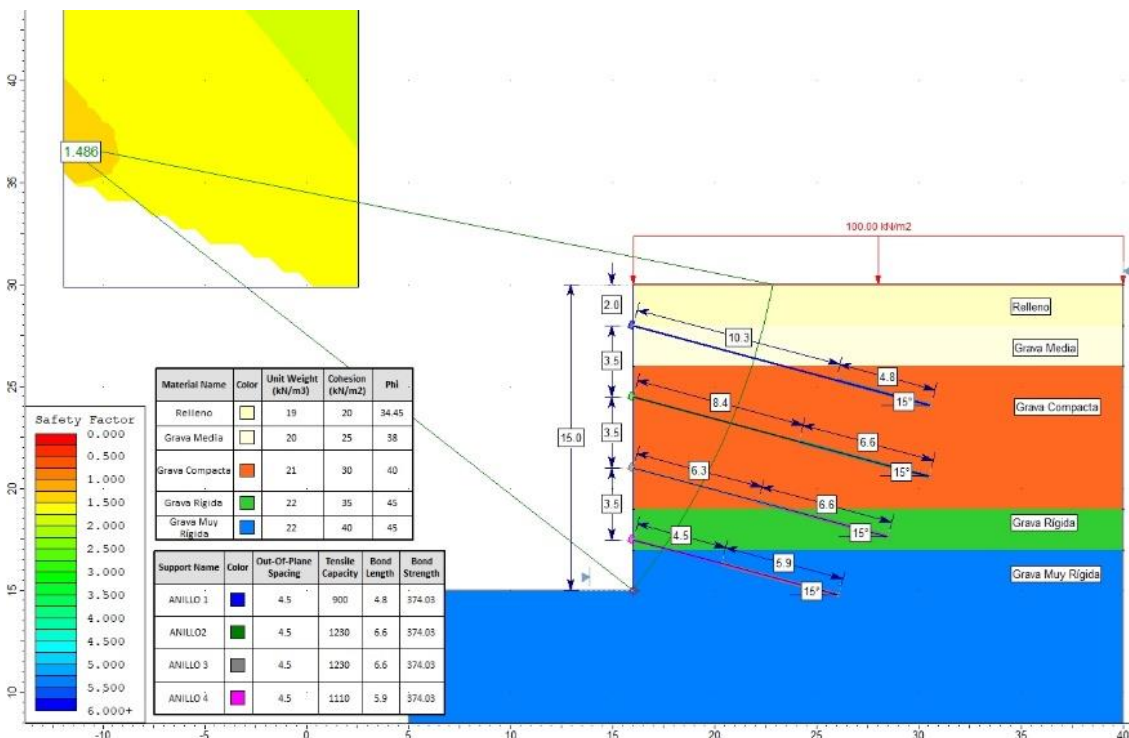 40
35
30
25
20
15
10
1.486
100.00 kN/m2
2.0
3.5
3.5
3.5
15.0
10.3
4.8
15°
8.4
6.6
15°
6.3
6.6
15°
4.5
5.9
15°
Relleno
Grava Media
Grava Compacta
Grava Rígida
Grava Muy Rígida
Material Name Color Unit Weight (kN/m3) Cohesion (kN/m2) Phi
Relleno 19 20 34.45
Grava Media 20 25 38
Grava Compacta 21 30 40
Grava Rígida 22 35 45
Grava Muy Rígida 22 40 45
Support Name Color Out-Of-Plane Spacing Tensile Capacity Bond Length Bond Strength
ANILLO 1 4.5 900 4.8 374.03
ANILLO2 4.5 1230 6.6 374.03
ANILLO 3 4.5 1230 6.6 374.03
ANILLO 4 4.5 1110 5.9 374.03
Safety Factor
0.000
0.500
1.000
1.500
2.000
2.500
3.000
3.500
4.000
4.500
5.000
5.500
6.000+
-10 -5 0 5 10 15 20 25 30 35 40